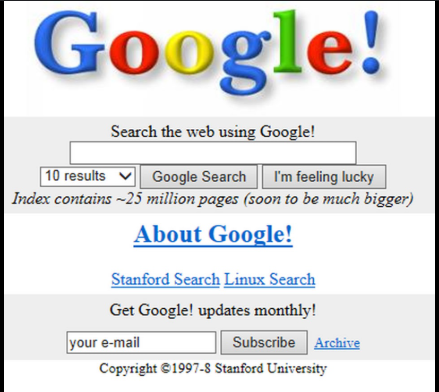 Google!
Search the web using Google!
10 results Google Search I'm feeling lucky
Index contains ~25 million pages (soon to be much bigger)
About Google!
Stanford Search Linux Search
Get Google! updates monthly!
your e-mail Subscribe Archive
Copyright ©1997-8 Stanford University